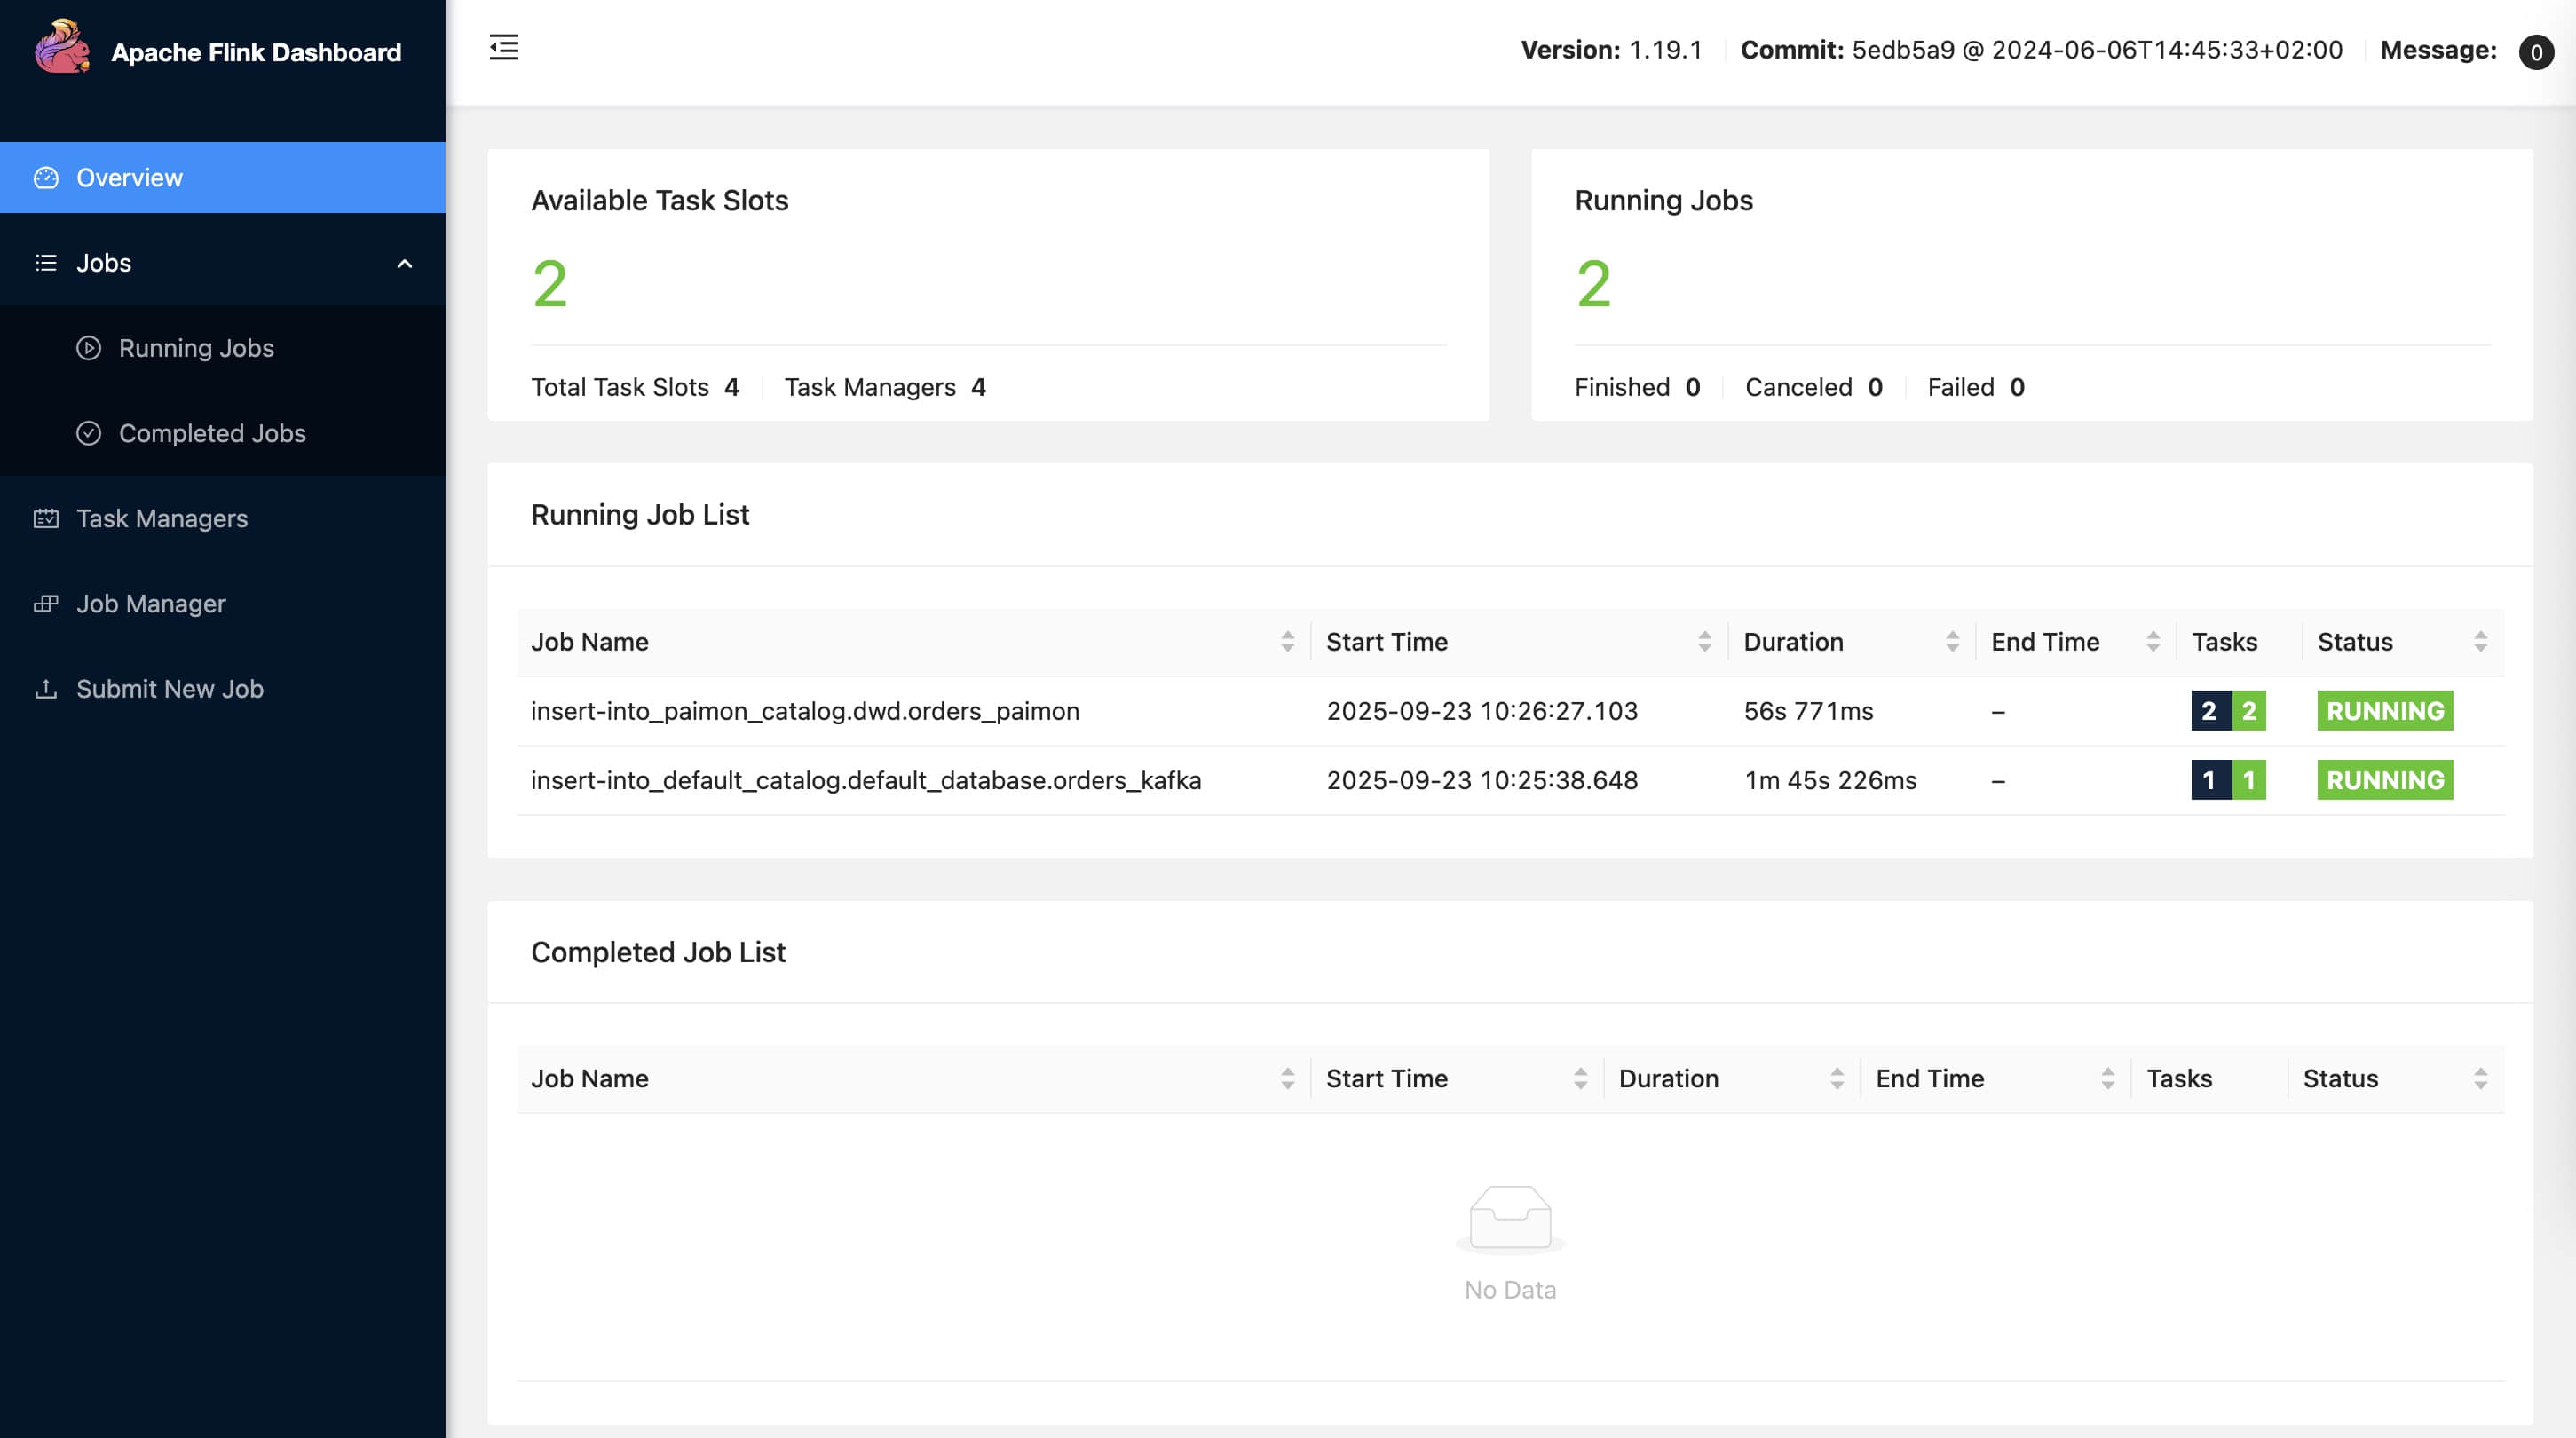 Apache Flink Dashboard
Version: 1.19.1 Commit: 5edb5a9 @ 2024-06-06T14:45:33+02:00 Message: 0
Overview
Jobs
Running Jobs
Completed Jobs
Task Managers
Job Manager
Submit New Job
Available Task Slots
2
Total Task Slots 4 Task Managers 4
Running Jobs
2
Finished 0 Canceled 0 Failed 0
Running Job List
Job Name Start Time Duration End Time Tasks Status
insert-into_paimon_catalog.dwd.orders_paimon 2025-09-23 10:26:27.103 56s 771ms – 2 2 RUNNING
insert-into_default_catalog.default_database.orders_kafka 2025-09-23 10:25:38.648 1m 45s 226ms – 1 1 RUNNING
Completed Job List
Job Name Start Time Duration End Time Tasks Status
No Data